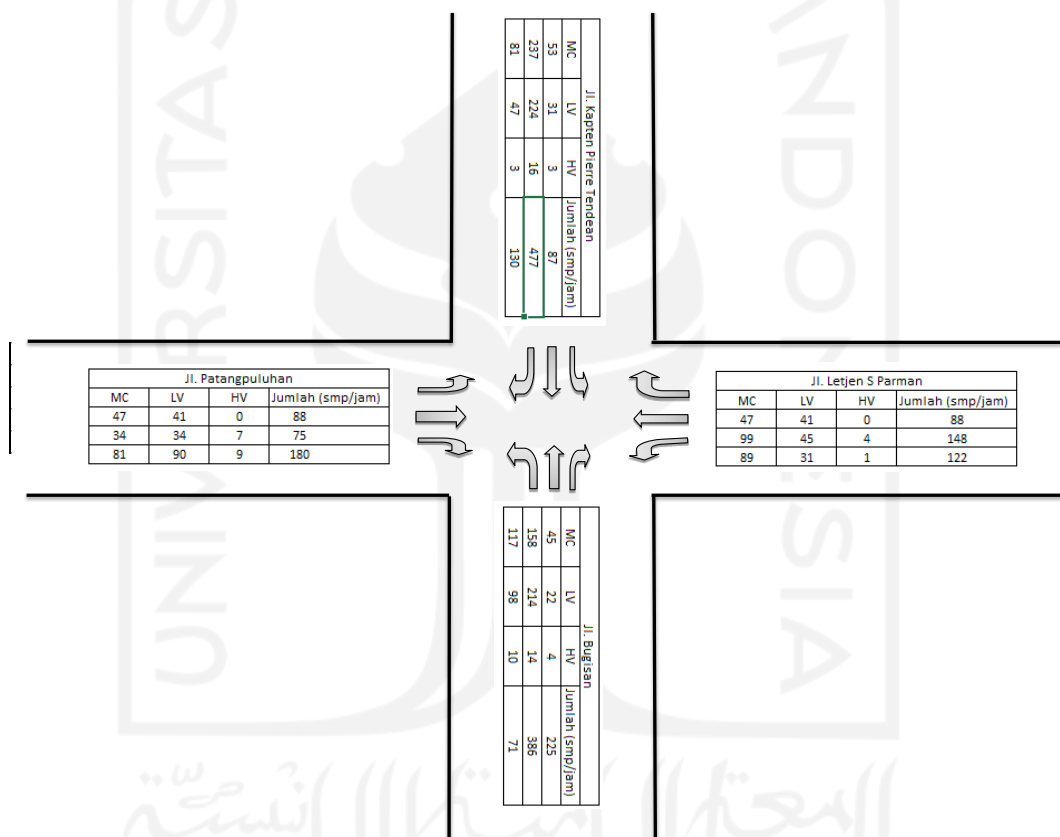 Jl. Kapten Pierre Tendean
MC LV HV Jumlah (smp/jam)
53 31 3 87
237 224 16 477
81 47 3 130
Jl. Patangpuluhan
MC LV HV Jumlah (smp/jam)
47 41 0 88
34 34 7 75
81 90 9 180
Jl. Letjen S Parman
MC LV HV Jumlah (smp/jam)
47 41 0 88
99 45 4 148
89 31 1 122
Jl. Bugisan
MC LV HV Jumlah (smp/jam)
45 22 4 225
158 214 14 386
117 98 10 71
UNIVERSITAS
INDONESIA